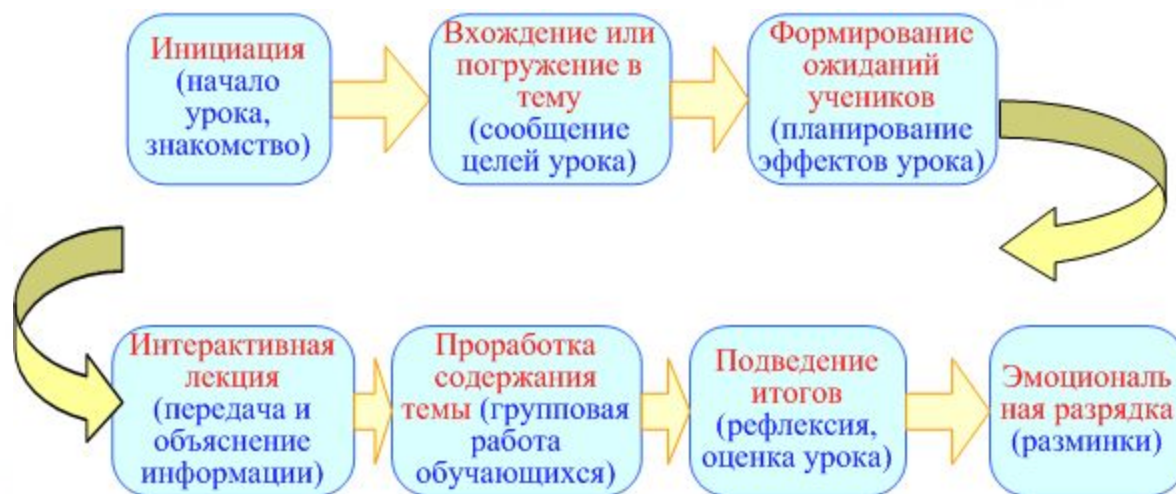 Инициация
(начало
урока,
знакомство)
Вхождение или
погружение в
тему
(сообщение
целей урока)
Формирование
ожиданий
учеников
(планирование
эффектов урока)
Интерактивная
лекция
(передача и
объяснение
информации)
Проработка
содержания
темы (групповая
работа
обучающихся)
Подведение
итогов
(рефлексия,
оценка урока)
Эмоциональ
ная разрядка
(разминки)